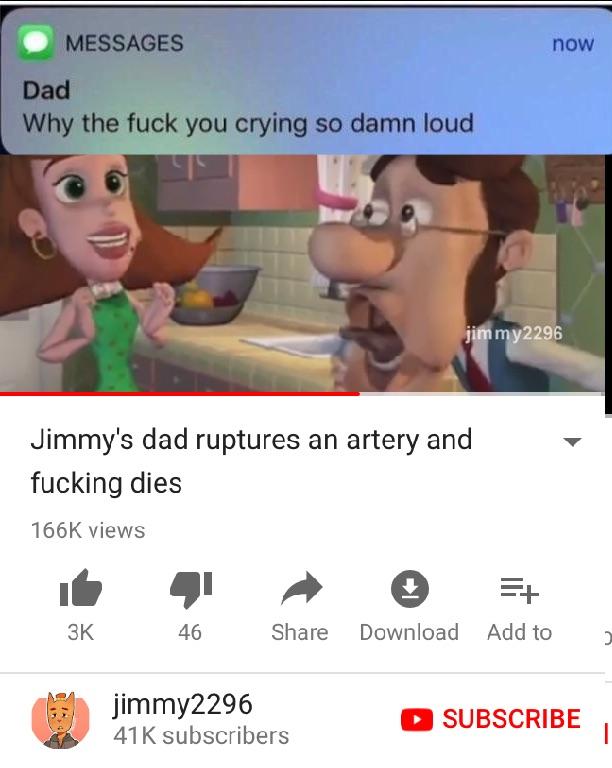 MESSAGES now
Dad
Why the fuck you crying so damn loud
jimmy2296
Jimmy's dad ruptures an artery and
fucking dies
166K views
3K 46 Share Download Add to
jimmy2296
41K subscribers
SUBSCRIBE